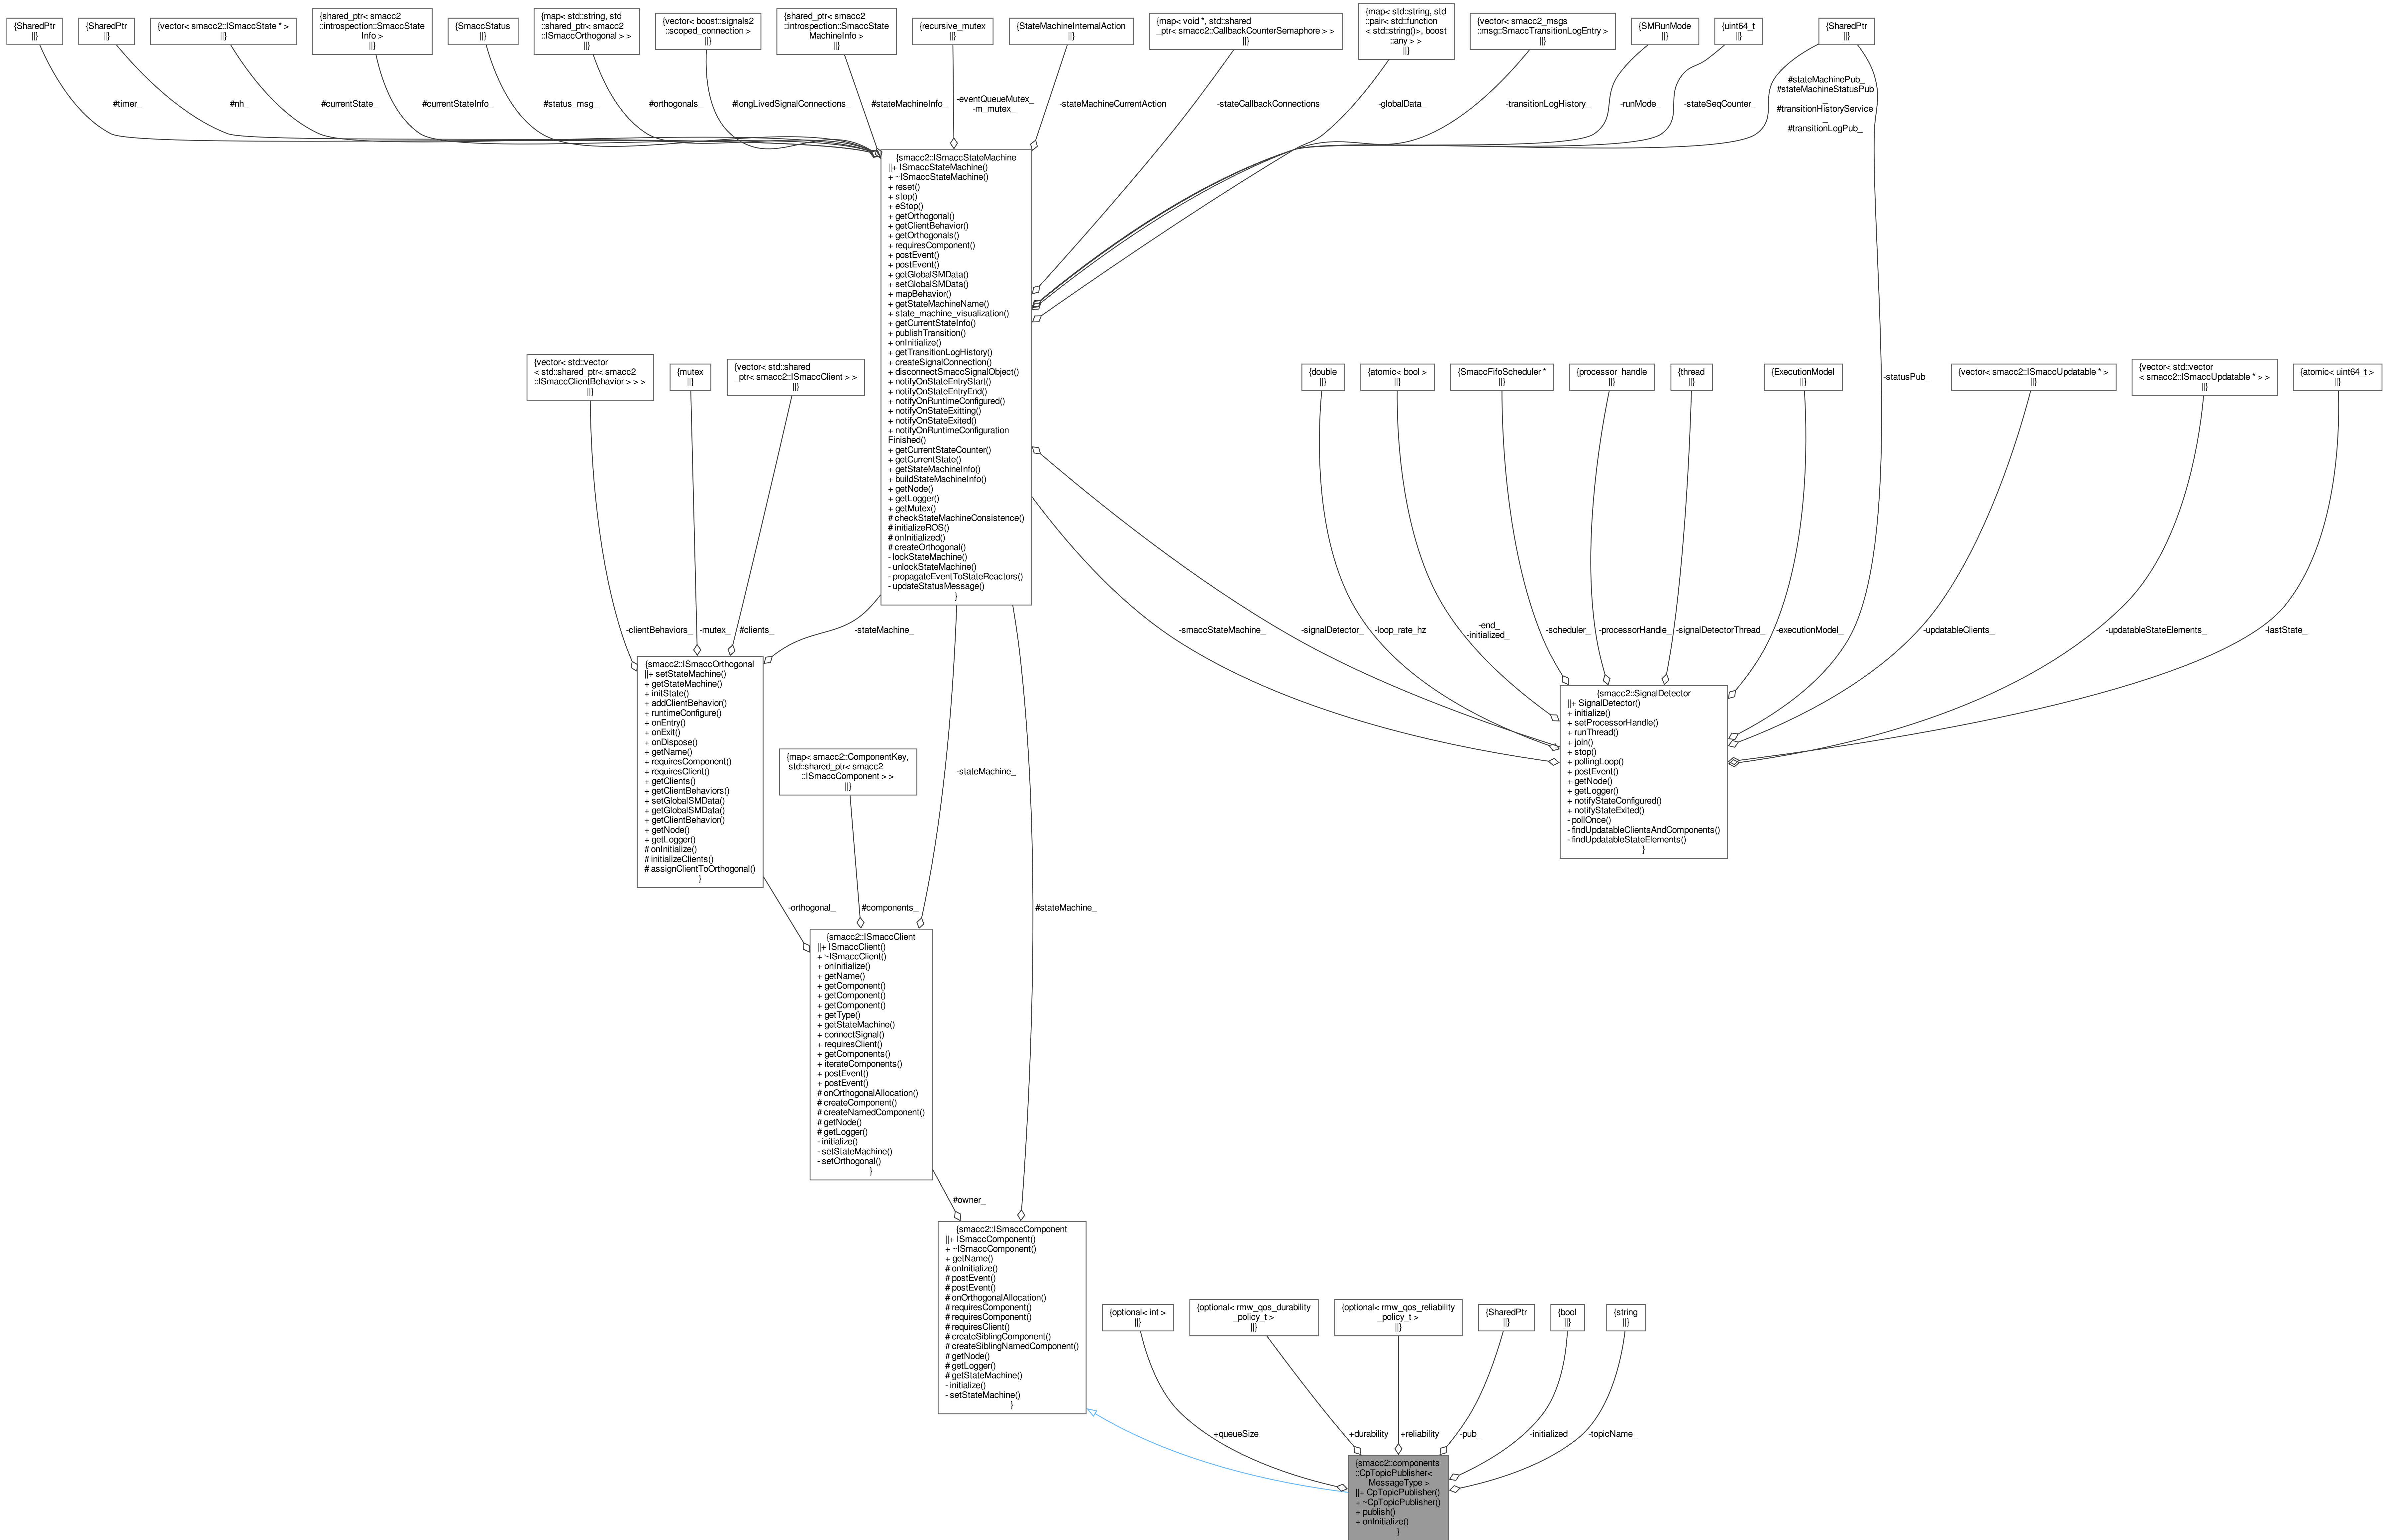 {SharedPtr
||}
{SharedPtr
||}
{vector< smacc2::ISmaccState * >
||}
{shared_ptr< smacc2
::introspection::SmaccState
Info >
||}
{SmaccStatus
||}
{map< std::string, std
::shared_ptr< smacc2
::ISmaccOrthogonal > >
||}
{vector< boost::signals2
::scoped_connection >
||}
{shared_ptr< smacc2
::introspection::SmaccState
MachineInfo >
||}
{recursive_mutex
||}
{StateMachineInternalAction
||}
{map< void *, std::shared
_ptr< smacc2::CallbackCounterSemaphore > >
||}
{map< std::string, std
::pair< std::function
< std::string()>, boost
::any > >
||}
{vector< smacc2_msgs
::msg::SmaccTransitionLogEntry >
||}
{SMRunMode
||}
{uint64_t
||}
{SharedPtr
||}
#timer_
#nh_
#currentState_
#currentStateInfo_
#status_msg_
#orthogonals_
#longLivedSignalConnections_
#stateMachineInfo_
-eventQueueMutex_
-m_mutex_
-stateMachineCurrentAction
-stateCallbackConnections
-globalData_
-transitionLogHistory_
-runMode_
-stateSeqCounter_
#stateMachinePub_
#stateMachineStatusPub
_
#transitionHistoryService
_
#transitionLogPub_
{smacc2::ISmaccStateMachine
||+ ISmaccStateMachine()
+ ~ISmaccStateMachine()
+ reset()
+ stop()
+ eStop()
+ getOrthogonal()
+ getClientBehavior()
+ getOrthogonals()
+ requiresComponent()
+ postEvent()
+ postEvent()
+ getGlobalSMData()
+ setGlobalSMData()
+ mapBehavior()
+ getStateMachineName()
+ state_machine_visualization()
+ getCurrentStateInfo()
+ publishTransition()
+ onInitialize()
+ getTransitionLogHistory()
+ createSignalConnection()
+ disconnectSmaccSignalObject()
+ notifyOnStateEntryStart()
+ notifyOnStateEntryEnd()
+ notifyOnRuntimeConfigured()
+ notifyOnStateExitting()
+ notifyOnStateExited()
+ notifyOnRuntimeConfiguration
Finished()
+ getCurrentStateCounter()
+ getCurrentState()
+ getStateMachineInfo()
+ buildStateMachineInfo()
+ getNode()
+ getLogger()
+ getMutex()
# checkStateMachineConsistence()
# initializeROS()
# onInitialized()
# createOrthogonal()
- lockStateMachine()
- unlockStateMachine()
- propagateEventToStateReactors()
- updateStatusMessage()
}
{vector< std::vector
< std::shared_ptr< smacc2
::ISmaccClientBehavior > > >
||}
{mutex
||}
{vector< std::shared
_ptr< smacc2::ISmaccClient > >
||}
{double
||}
{atomic< bool >
||}
{SmaccFifoScheduler *
||}
{processor_handle
||}
{thread
||}
{ExecutionModel
||}
-statusPub_
{vector< smacc2::ISmaccUpdatable * >
||}
{vector< std::vector
< smacc2::ISmaccUpdatable * > >
||}
{atomic< uint64_t >
||}
-clientBehaviors_
-mutex_
#clients_
-stateMachine_
-smaccStateMachine_
-signalDetector_
-loop_rate_hz
-end_
-initialized_
-scheduler_
-processorHandle_
-signalDetectorThread_
-executionModel_
-updatableClients_
-updatableStateElements_
-lastState_
{smacc2::ISmaccOrthogonal
||+ setStateMachine()
+ getStateMachine()
+ initState()
+ addClientBehavior()
+ runtimeConfigure()
+ onEntry()
+ onExit()
+ onDispose()
+ getName()
+ requiresComponent()
+ requiresClient()
+ getClients()
+ getClientBehaviors()
+ setGlobalSMData()
+ getGlobalSMData()
+ getClientBehavior()
+ getNode()
+ getLogger()
# onInitialize()
# initializeClients()
# assignClientToOrthogonal()
}
{smacc2::SignalDetector
||+ SignalDetector()
+ initialize()
+ setProcessorHandle()
+ runThread()
+ join()
+ stop()
+ pollingLoop()
+ postEvent()
+ getNode()
+ getLogger()
+ notifyStateConfigured()
+ notifyStateExited()
- pollOnce()
- findUpdatableClientsAndComponents()
- findUpdatableStateElements()
}
{map< smacc2::ComponentKey,
std::shared_ptr< smacc2
::ISmaccComponent > >
||}
-stateMachine_
-orthogonal_
#components_
#stateMachine_
{smacc2::ISmaccClient
||+ ISmaccClient()
+ ~ISmaccClient()
+ onInitialize()
+ getName()
+ getComponent()
+ getComponent()
+ getComponent()
+ getType()
+ getStateMachine()
+ connectSignal()
+ requiresClient()
+ getComponents()
+ iterateComponents()
+ postEvent()
+ postEvent()
# onOrthogonalAllocation()
# createComponent()
# createNamedComponent()
# getNode()
# getLogger()
- initialize()
- setStateMachine()
- setOrthogonal()
}
#owner_
{smacc2::ISmaccComponent
||+ ISmaccComponent()
+ ~ISmaccComponent()
+ getName()
# onInitialize()
# postEvent()
# postEvent()
# onOrthogonalAllocation()
# requiresComponent()
# requiresComponent()
# requiresClient()
# createSiblingComponent()
# createSiblingNamedComponent()
# getNode()
# getLogger()
# getStateMachine()
- initialize()
- setStateMachine()
}
{optional< int >
||}
{optional< rmw_qos_durability
_policy_t >
||}
{optional< rmw_qos_reliability
_policy_t >
||}
{SharedPtr
||}
{bool
||}
{string
||}
+queueSize
+durability
+reliability
-pub_
-initialized_
-topicName_
{smacc2::components
::CpTopicPublisher<
MessageType >
||+ CpTopicPublisher()
+ ~CpTopicPublisher()
+ publish()
+ onInitialize()
}